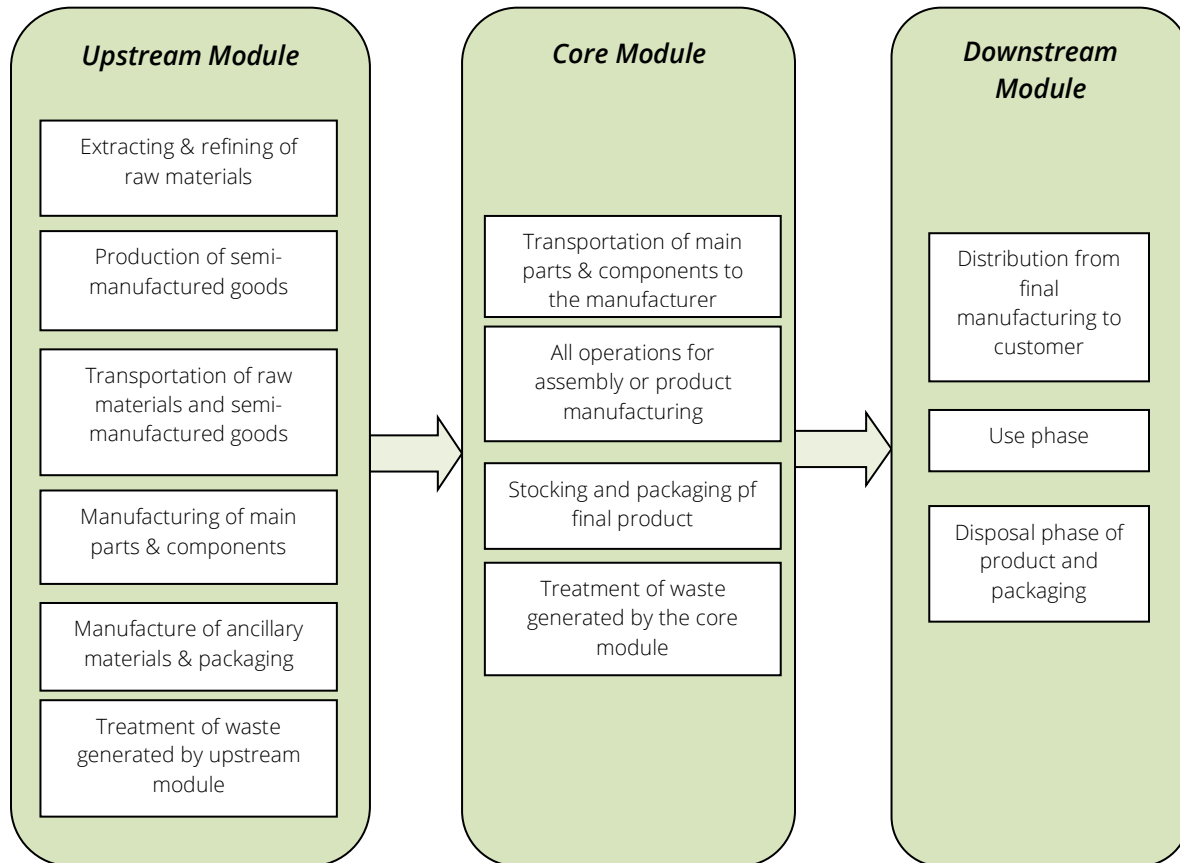 Upstream Module
Extracting & refining of
raw materials
Production of semi-
manufactured goods
Transportation of raw
materials and semi-
manufactured goods
Manufacturing of main
parts & components
Manufacture of ancillary
materials & packaging
Treatment of waste
generated by upstream
module
Core Module
Transportation of main
parts & components to
the manufacturer
All operations for
assembly or product
manufacturing
Stocking and packaging pf
final product
Treatment of waste
generated by the core
module
Downstream
Module
Distribution from
final
manufacturing to
customer
Use phase
Disposal phase of
product and
packaging